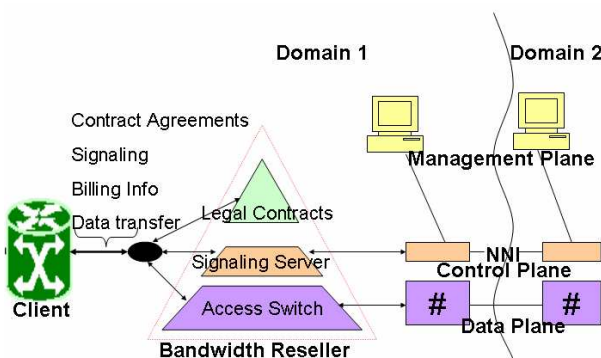 Domain 1
Domain 2
Contract Agreements
Signaling
Billing Info
Data transfer
Management Plane
Legal Contracts
Signaling Server
NNI
Control Plane
Access Switch
#
#
Client
Data Plane
Bandwidth Reseller